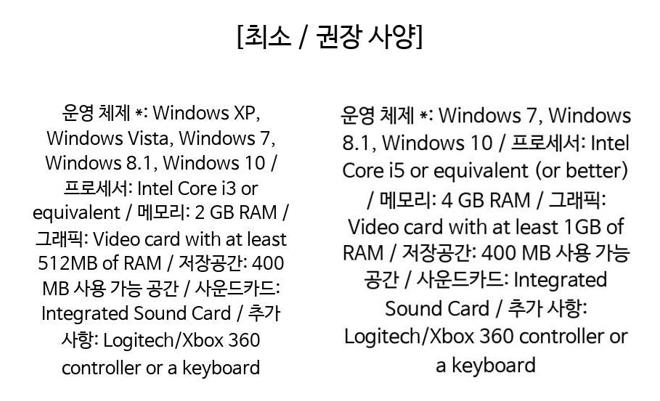 [최소 / 권장 사양]
운영 체제 *: Windows XP,
Windows Vista, Windows 7,
Windows 8.1, Windows 10 /
프로세서: Intel Core i3 or
equivalent / 메모리: 2 GB RAM /
그래픽: Video card with at least
512MB of RAM / 저장공간: 400
MB 사용 가능 공간 / 사운드카드:
Integrated Sound Card / 추가
사항: Logitech/Xbox 360
controller or a keyboard
운영 체제 *: Windows 7, Windows
8.1, Windows 10 / 프로세서: Intel
Core i5 or equivalent (or better)
/ 메모리: 4 GB RAM / 그래픽:
Video card with at least 1GB of
RAM / 저장공간: 400 MB 사용 가능
공간 / 사운드카드: Integrated
Sound Card / 추가 사항:
Logitech/Xbox 360 controller or
a keyboard